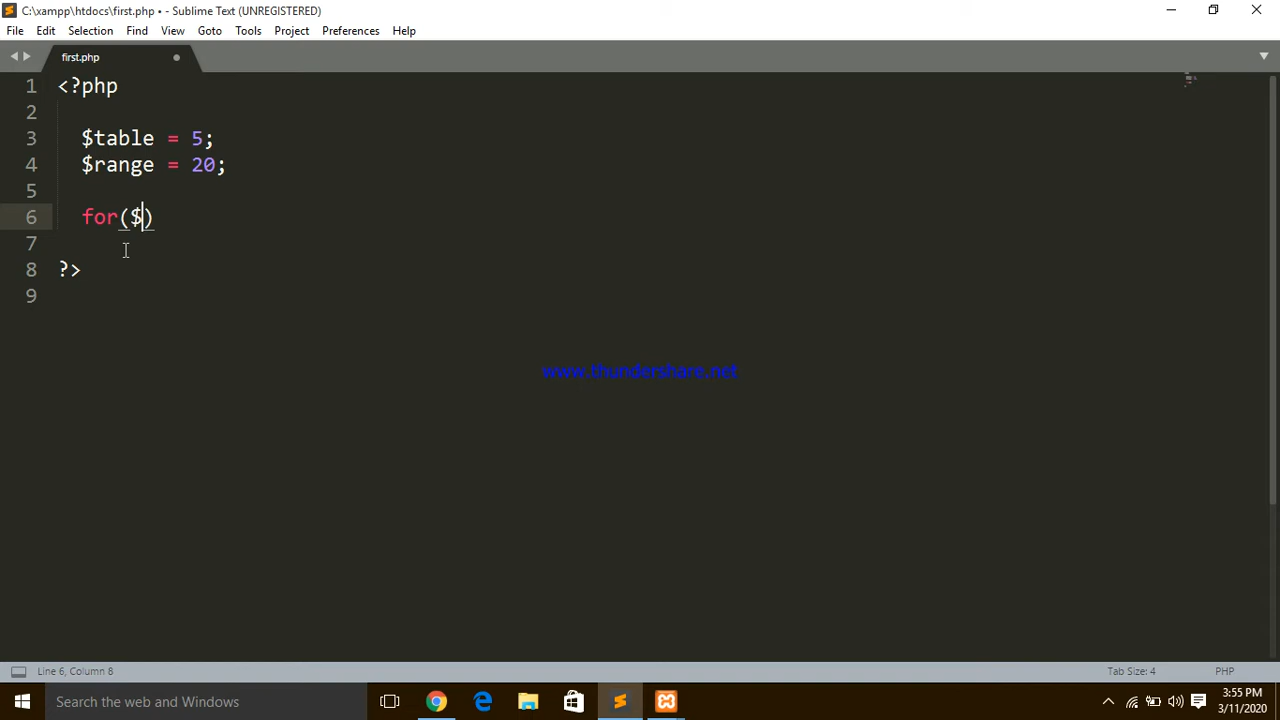 C:\xampp\htdocs\first.php • - Sublime Text (UNREGISTERED)
File Edit Selection Find View Goto Tools Project Preferences Help
first.php
1 <?php
2
3 $table = 5;
4 $range = 20;
5
6 for($)
7
8 ?>
9
www.thundershare.net
Line 6, Column 8 Tab Size: 4 PHP
Search the web and Windows
3:55 PM
3/11/2020